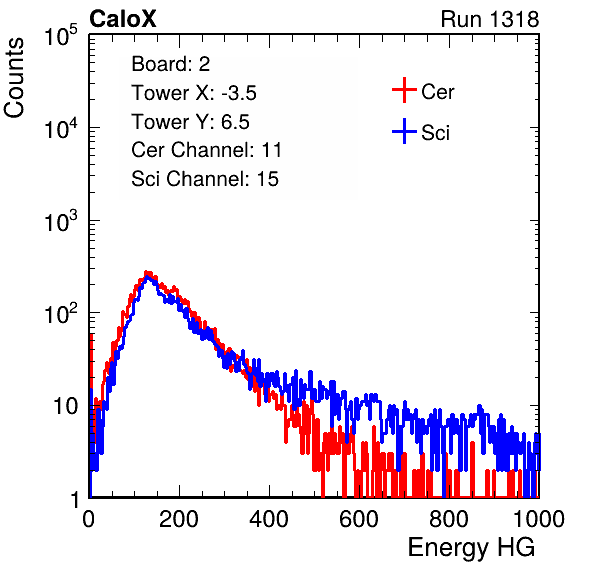 CaloX Run 1318
Counts
10^5
10^4
10^3
10^2
10
1
Board: 2
Tower X: -3.5
Tower Y: 6.5
Cer Channel: 11
Sci Channel: 15
Cer
Sci
0 200 400 600 800 1000
Energy HG